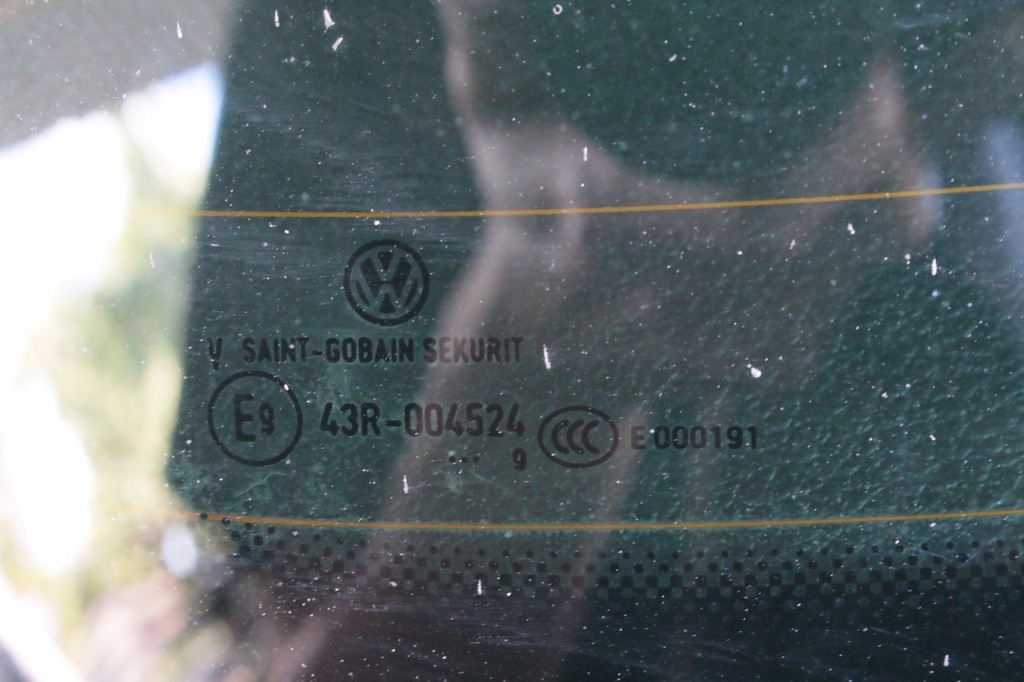 V SAINT-GOBAIN SEKURIT
E9 43R-004524 CCC E000191
... 9